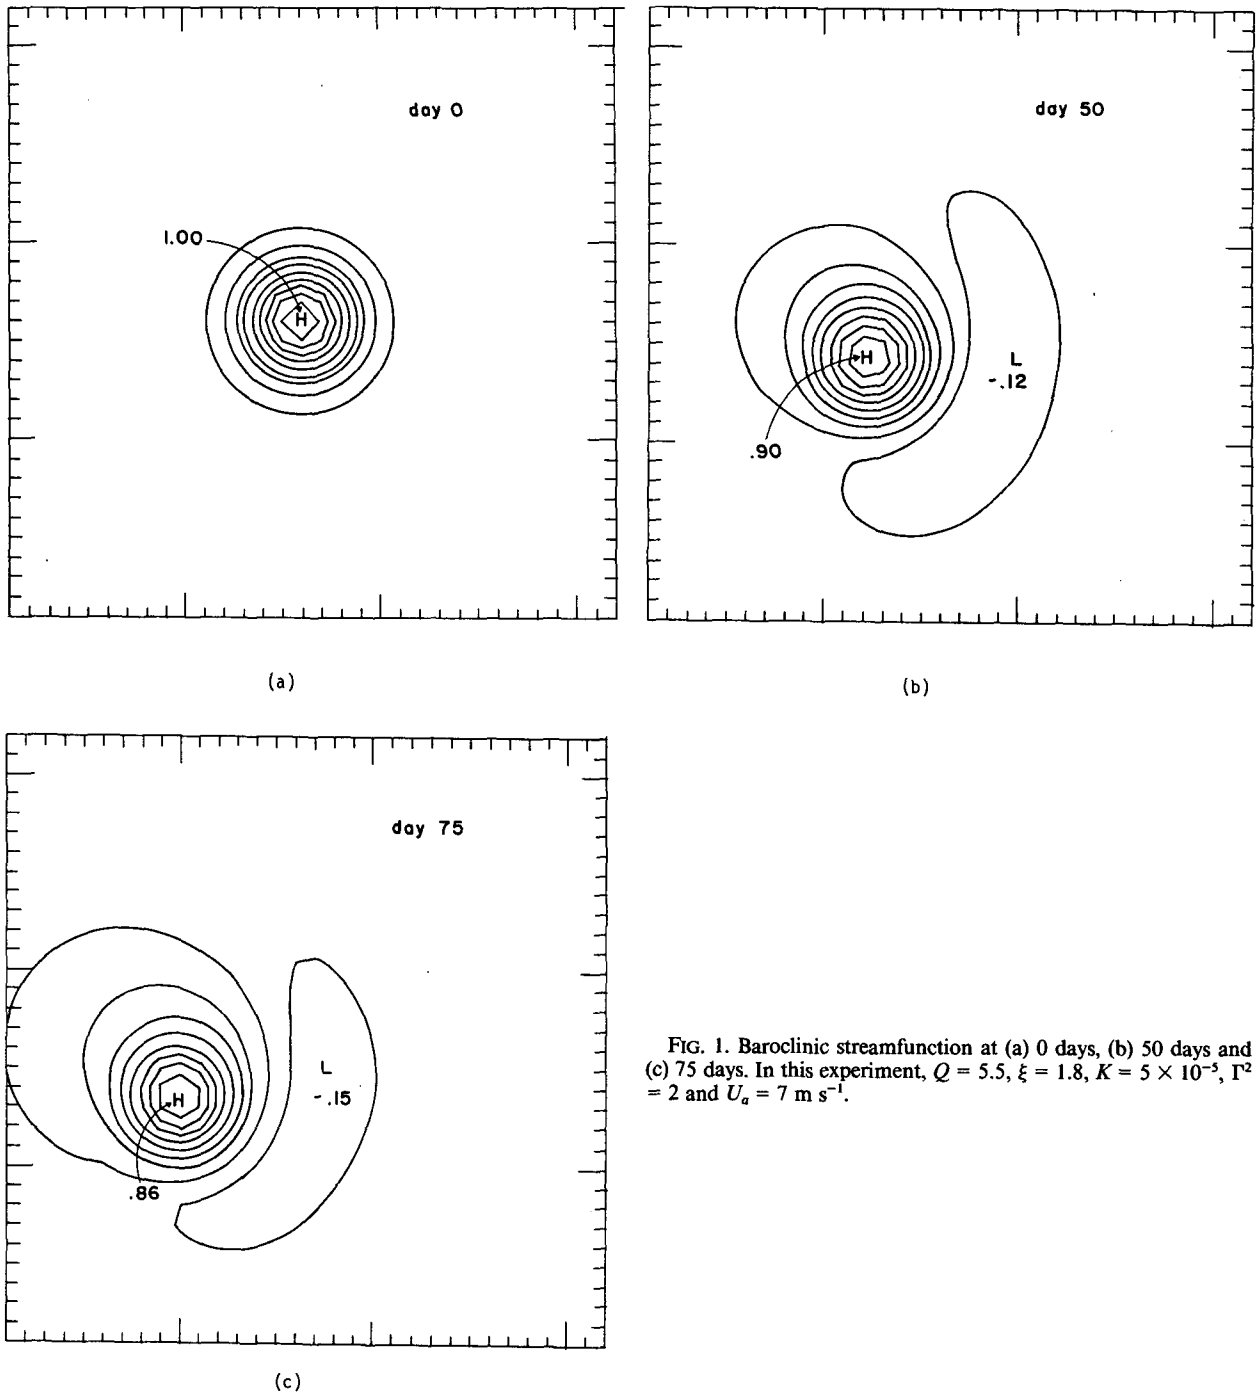 day 0
1.00
H
(a)
day 50
H
L
-.12
.90
(b)
day 75
H
L
-.15
.86
(c)
FIG. 1. Baroclinic streamfunction at (a) 0 days, (b) 50 days and
(c) 75 days. In this experiment, Q = 5.5, ξ = 1.8, K = 5 × 10⁻⁵, Γ²
= 2 and Uₐ = 7 m s⁻¹.